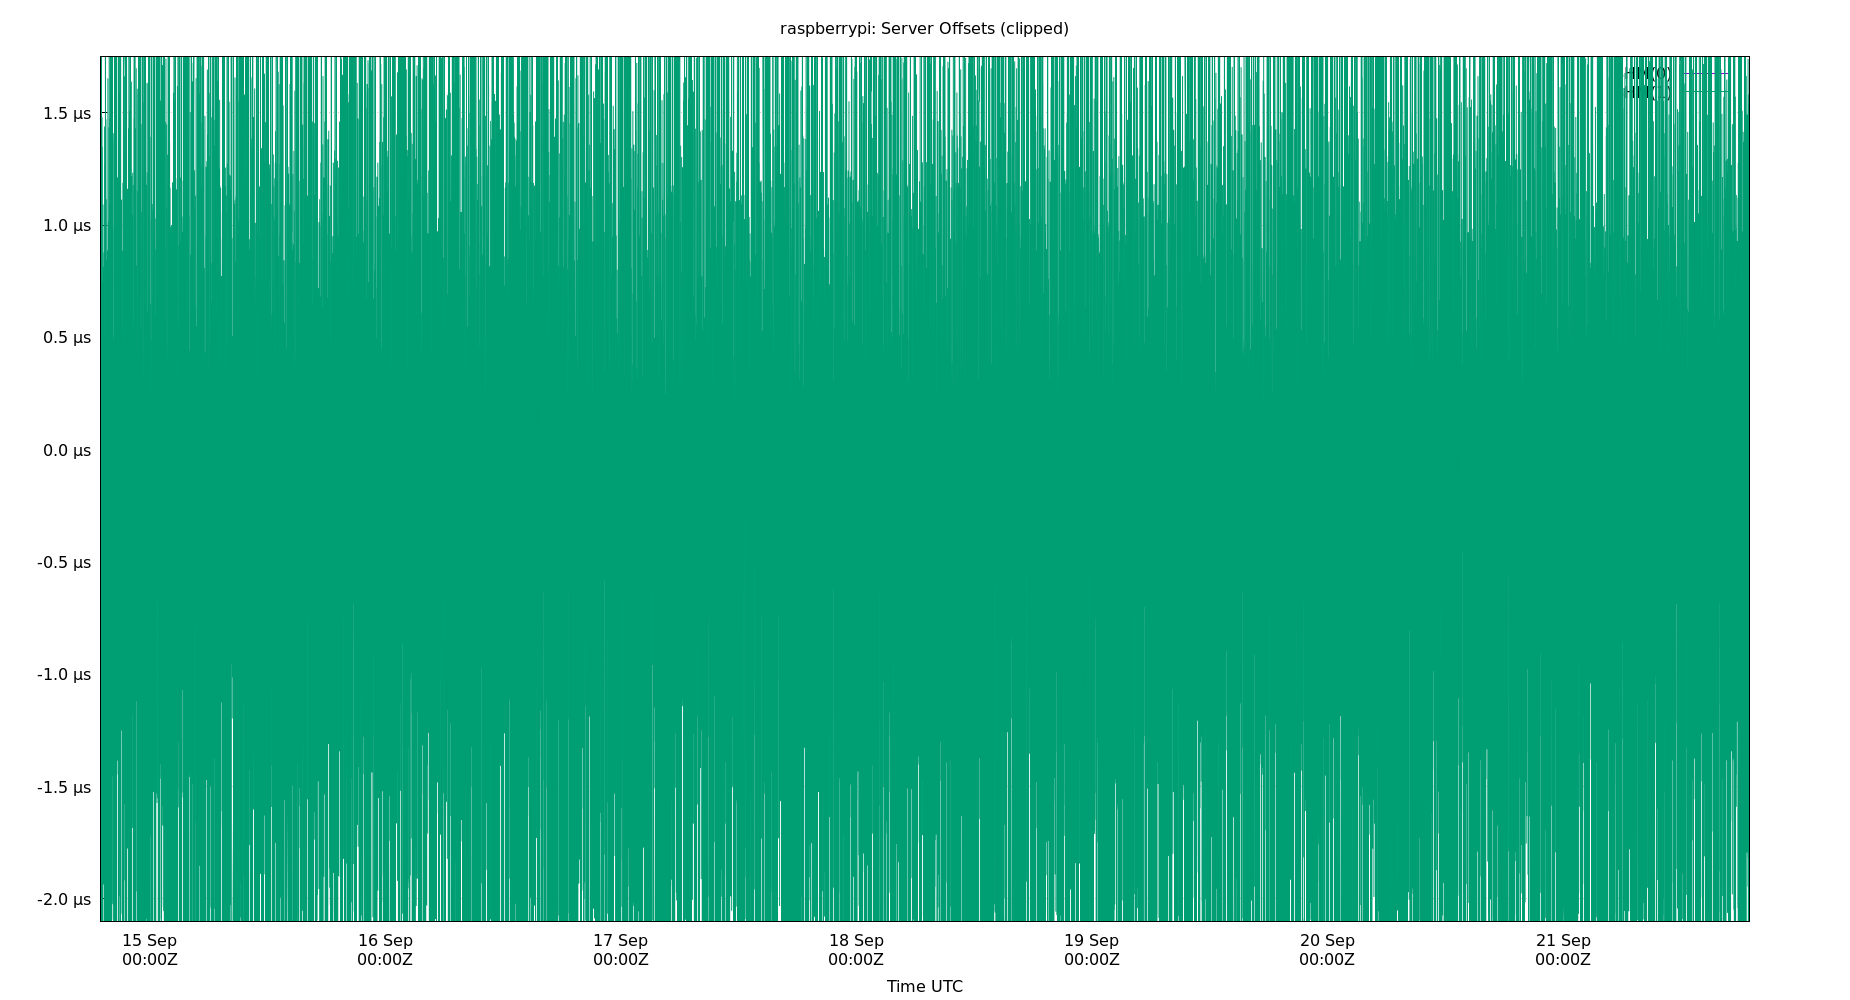 raspberrypi: Server Offsets (clipped)
1.5 µs
1.0 µs
0.5 µs
0.0 µs
-0.5 µs
-1.0 µs
-1.5 µs
-2.0 µs
15 Sep 16 Sep 17 Sep 18 Sep 19 Sep 20 Sep 21 Sep
00:00Z 00:00Z 00:00Z 00:00Z 00:00Z 00:00Z 00:00Z
Time UTC